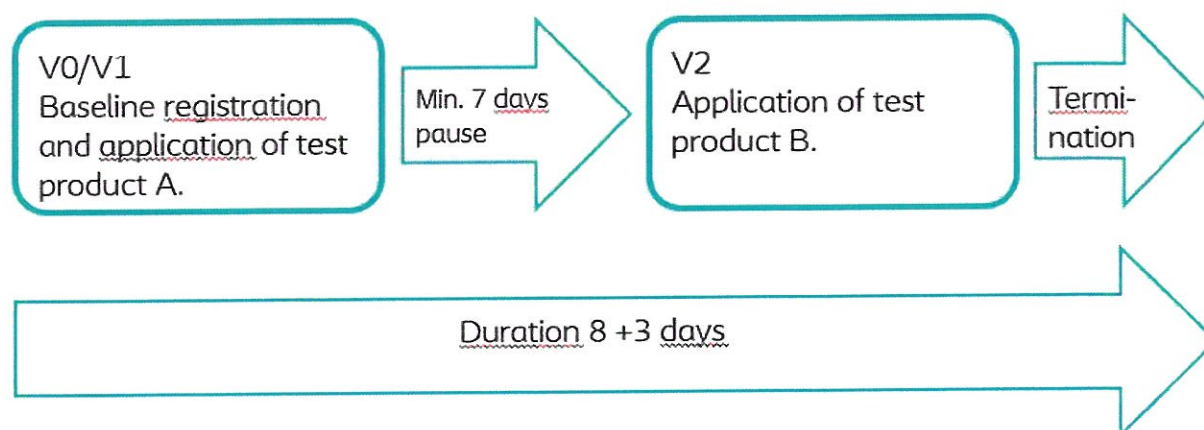 V0/V1
Baseline registration
and application of test
product A.
Min. 7 days
pause
V2
Application of test
product B.
Termi-
nation
Duration 8 +3 days